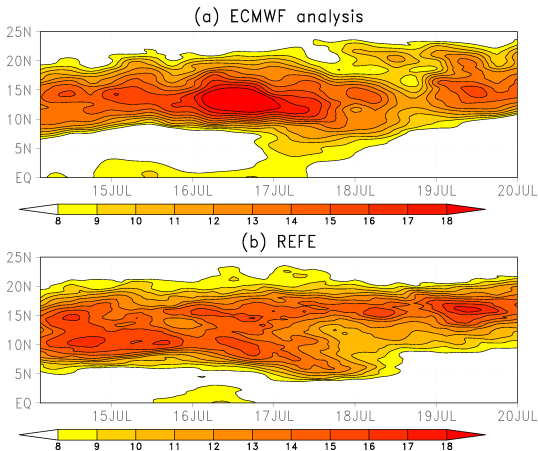 (a) ECMWF analysis
25N
20N
15N
10N
5N
EQ
15JUL 16JUL 17JUL 18JUL 19JUL 20JUL
8 9 10 11 12 13 14 15 16 17 18
(b) REFE
25N
20N
15N
10N
5N
EQ
15JUL 16JUL 17JUL 18JUL 19JUL 20JUL
8 9 10 11 12 13 14 15 16 17 18